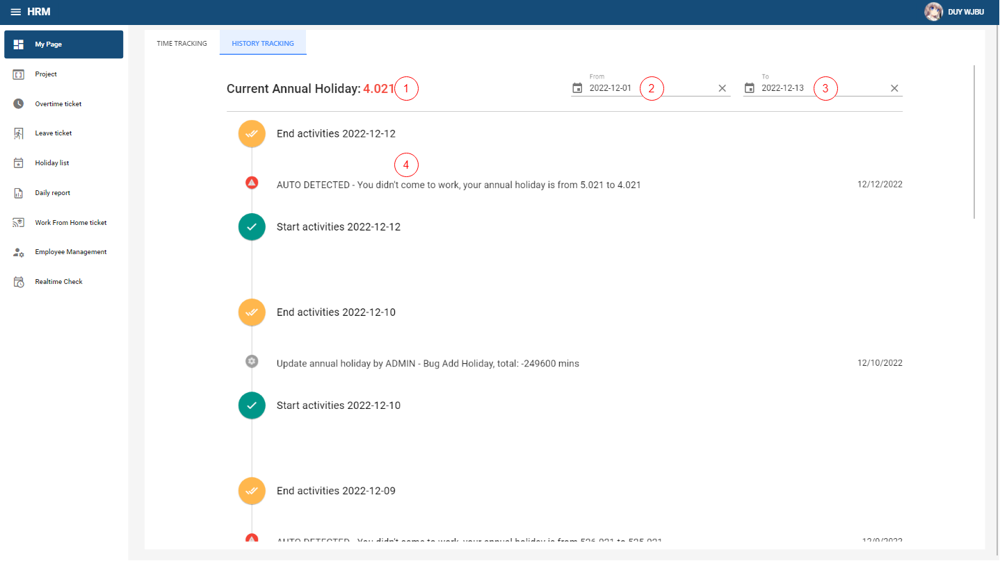 HRM
DUY WJBU
My Page
Project
Overtime ticket
Leave ticket
Holiday list
Daily report
Work From Home ticket
Employee Management
Realtime Check
TIME TRACKING
HISTORY TRACKING
Current Annual Holiday: 4.021
1
From
2022-12-01
2
To
2022-12-13
3
End activities 2022-12-12
4
AUTO DETECTED - You didn't come to work, your annual holiday is from 5.021 to 4.021
12/12/2022
Start activities 2022-12-12
End activities 2022-12-10
Update annual holiday by ADMIN - Bug Add Holiday, total: -249600 mins
12/10/2022
Start activities 2022-12-10
End activities 2022-12-09
AUTO DETECTED - You didn't come to work, your annual holiday is from 526.021 to 525.021
12/9/2022